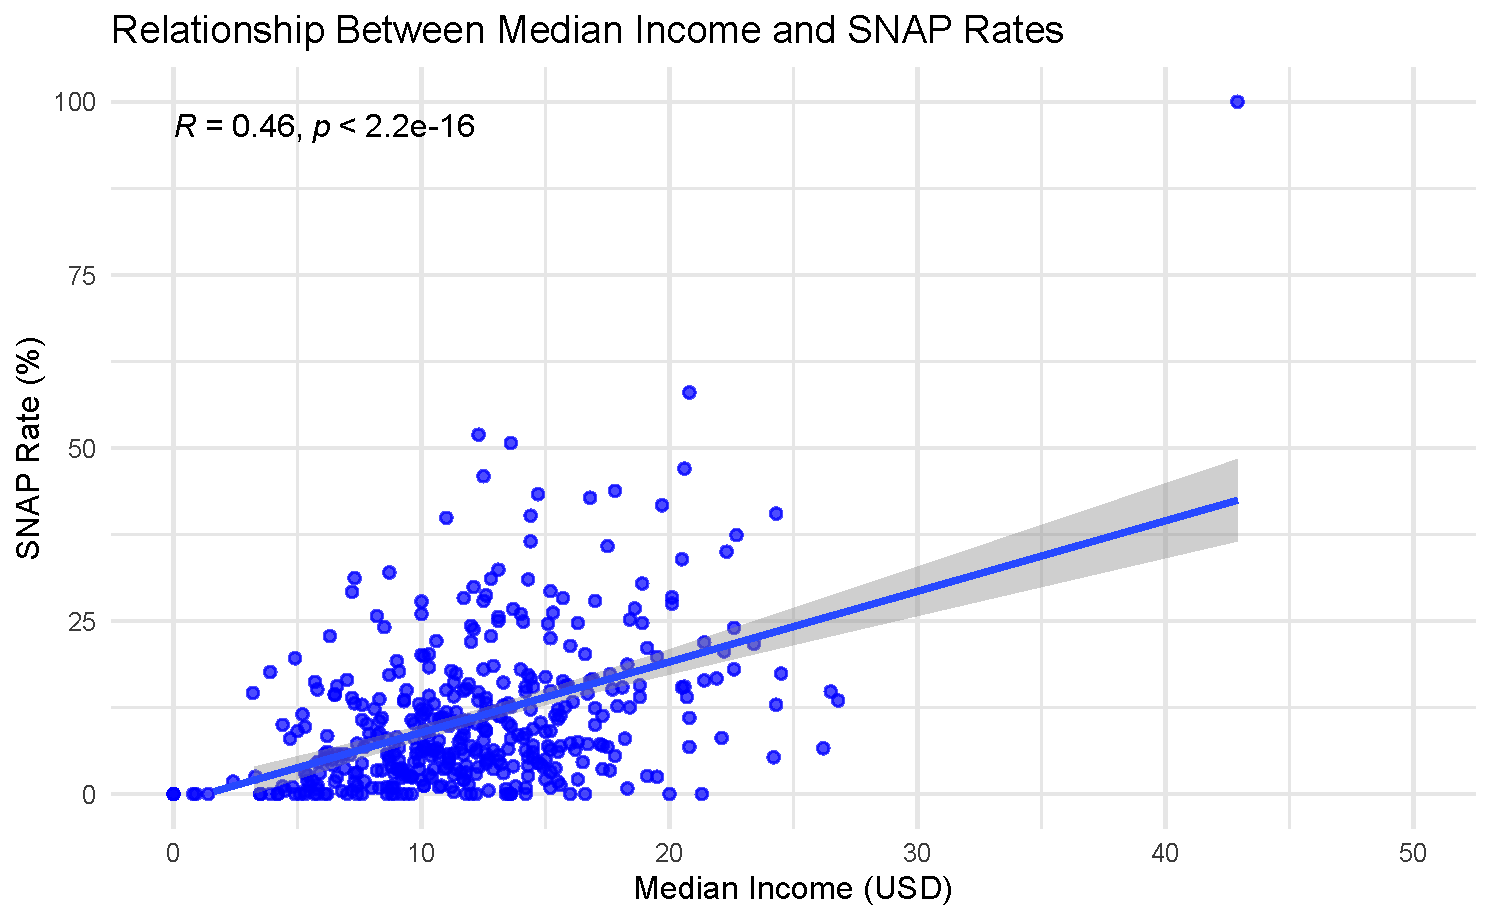 Relationship Between Median Income and SNAP Rates
R = 0.46, p < 2.2e-16
SNAP Rate (%)
100
75
50
25
0
0 10 20 30 40 50
Median Income (USD)